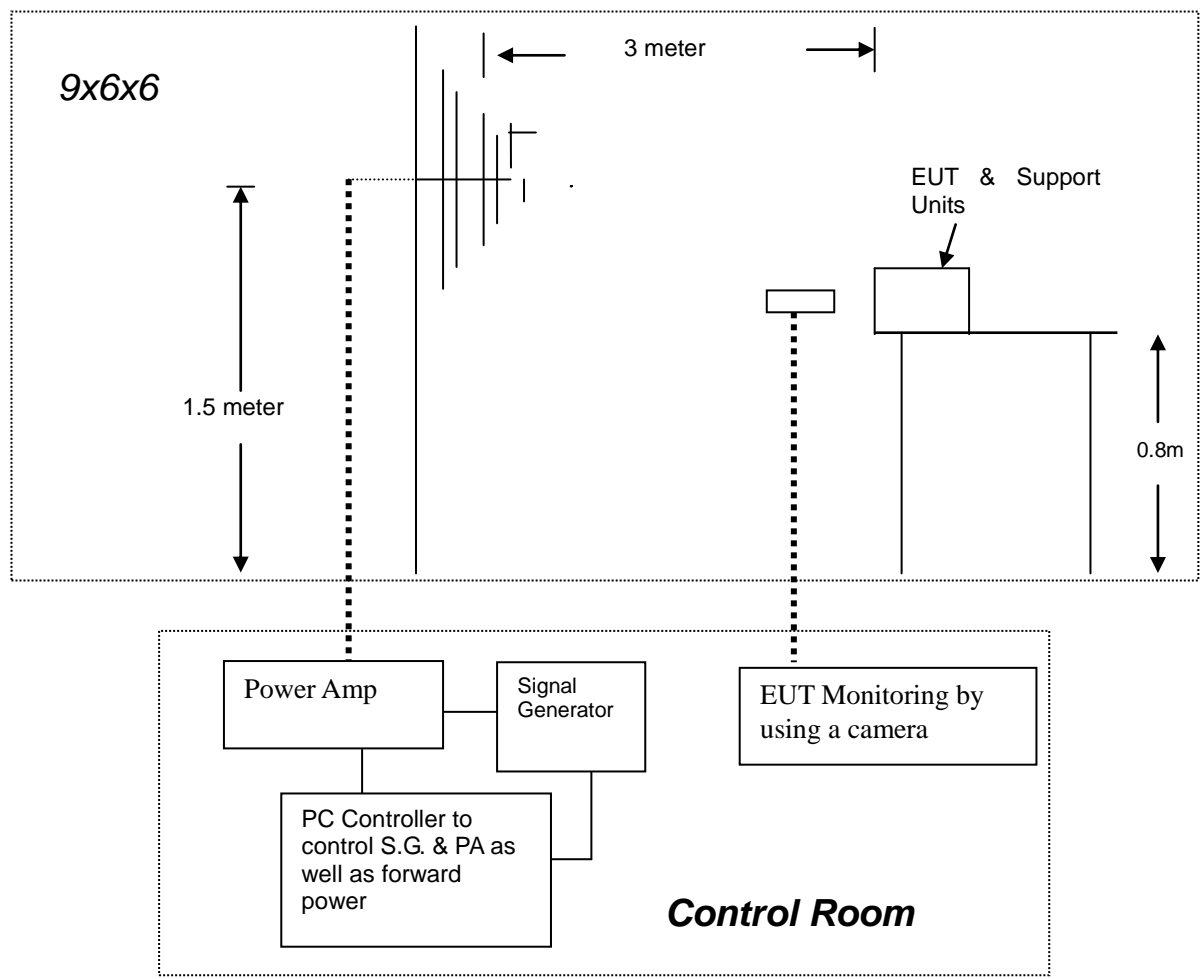 3 meter
9x6x6
EUT & Support
Units
1.5 meter
0.8m
Power Amp
Signal
Generator
EUT Monitoring by
using a camera
PC Controller to
control S.G. & PA as
well as forward
power
Control Room